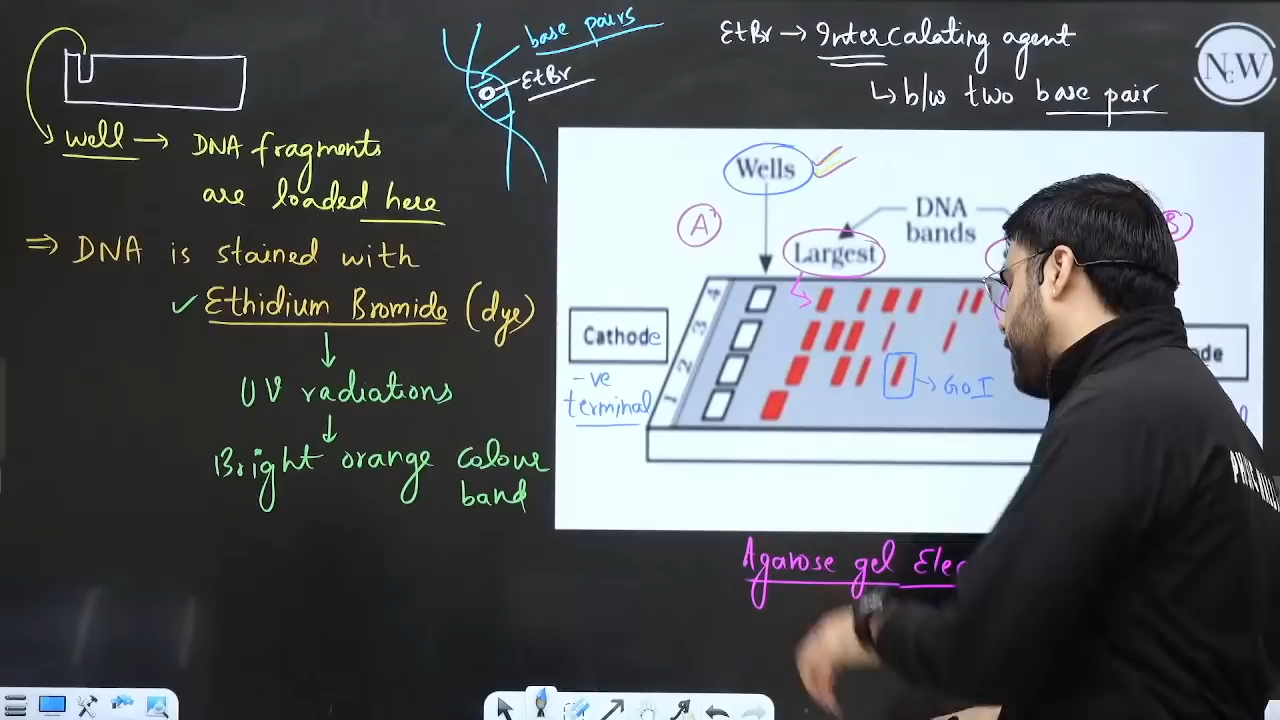 base pairs
EtBr
EtBr → Intercalating agent
↳ b/w two base pair
NcW
well → DNA fragments
are loaded here
⇒ DNA is stained with
✓ Ethidium Bromide (dye)
↓
UV radiations
↓
Bright orange colour
band
Wells
A
DNA
bands
B
Largest
Cathode
-ve
terminal
4
3
2
1
→ GOI
Agarose gel